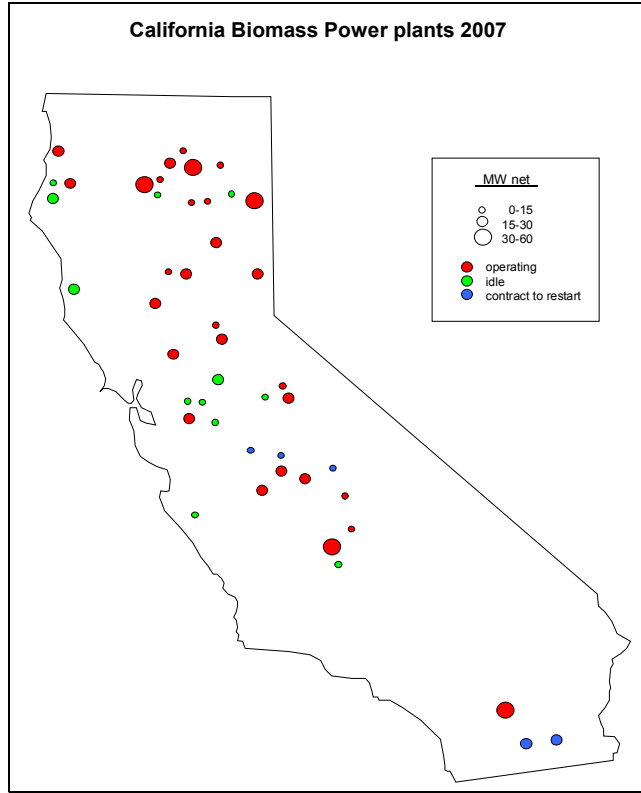 California Biomass Power plants 2007
MW net
0-15
15-30
30-60
operating
idle
contract to restart